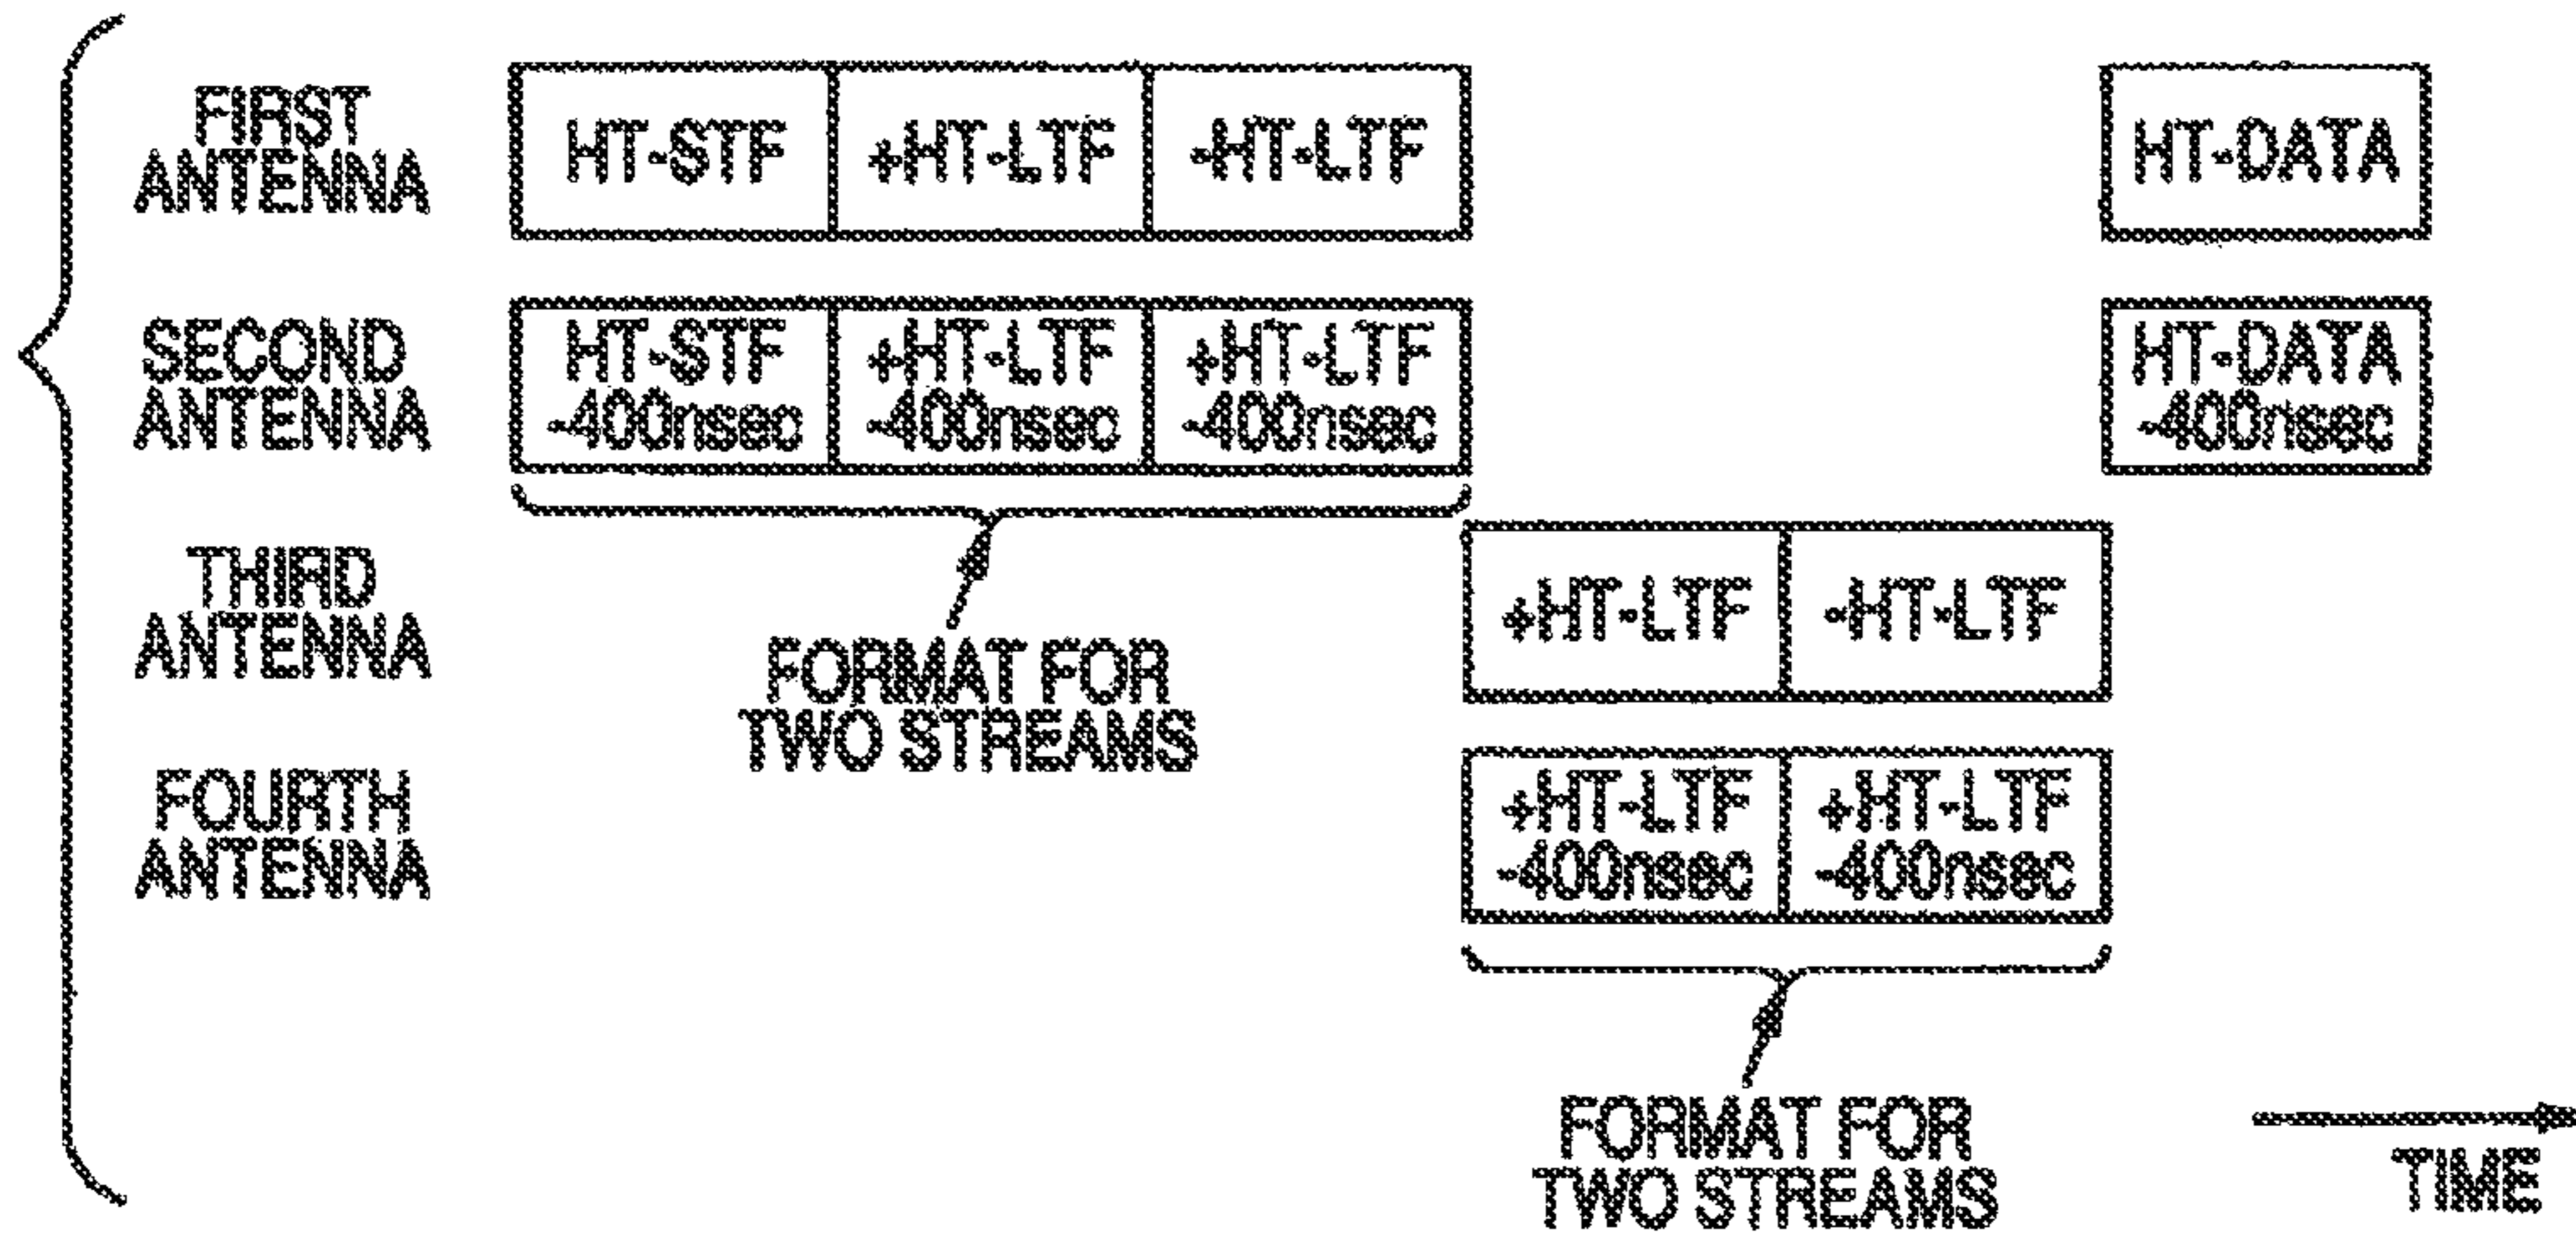 FIRST
ANTENNA
HT-STF
+HT-LTF
-HT-LTF
HT-DATA
SECOND
ANTENNA
HT-STF
-400nsec
+HT-LTF
-400nsec
+HT-LTF
-400nsec
HT-DATA
-400nsec
FORMAT FOR
TWO STREAMS
THIRD
ANTENNA
+HT-LTF
-HT-LTF
FOURTH
ANTENNA
+HT-LTF
-400nsec
+HT-LTF
-400nsec
FORMAT FOR
TWO STREAMS
TIME